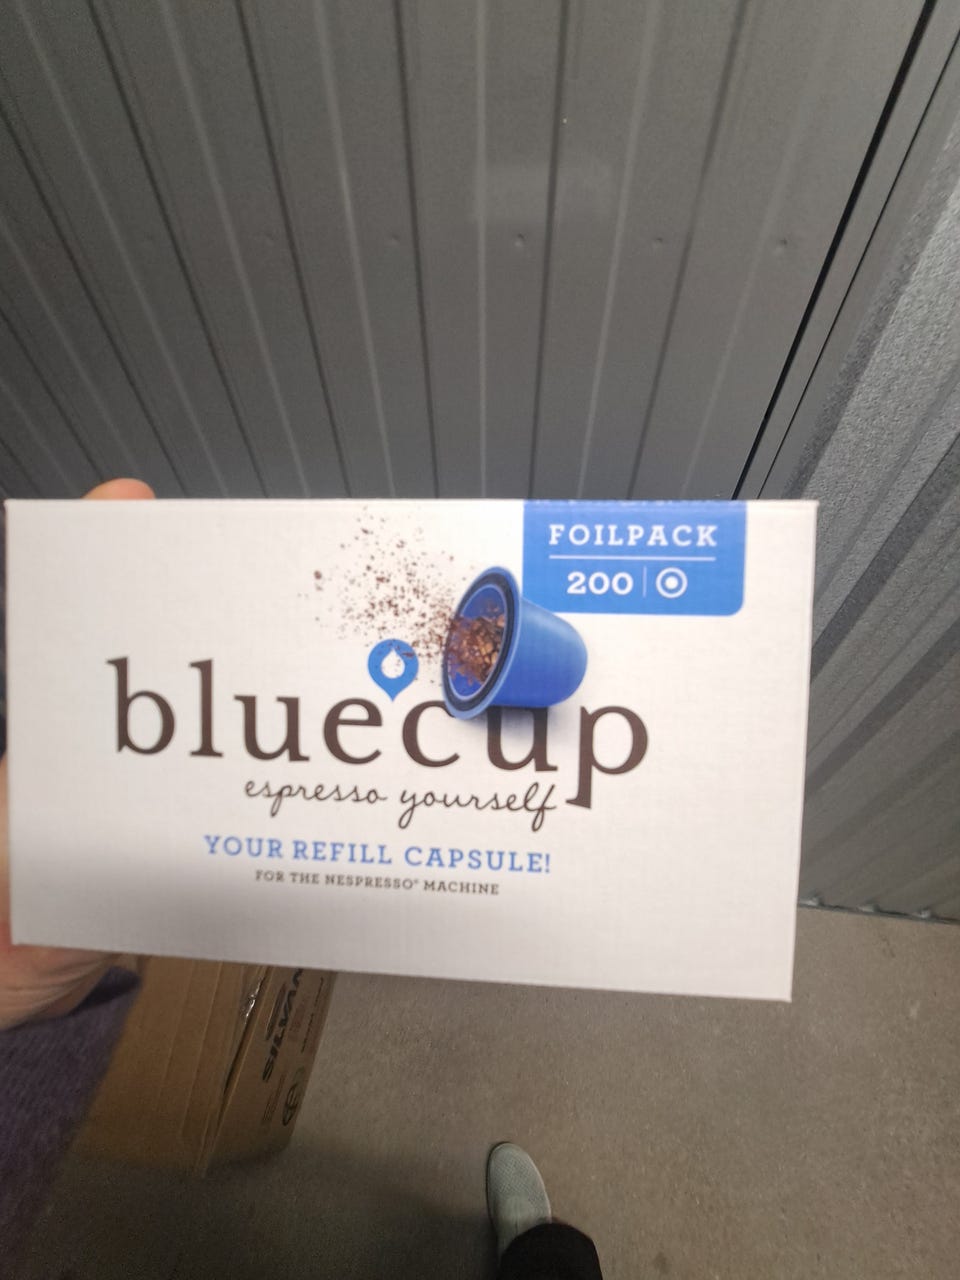 FOILPACK
200
bluecup
espresso yourself
YOUR REFILL CAPSULE!
FOR THE NESPRESSO® MACHINE